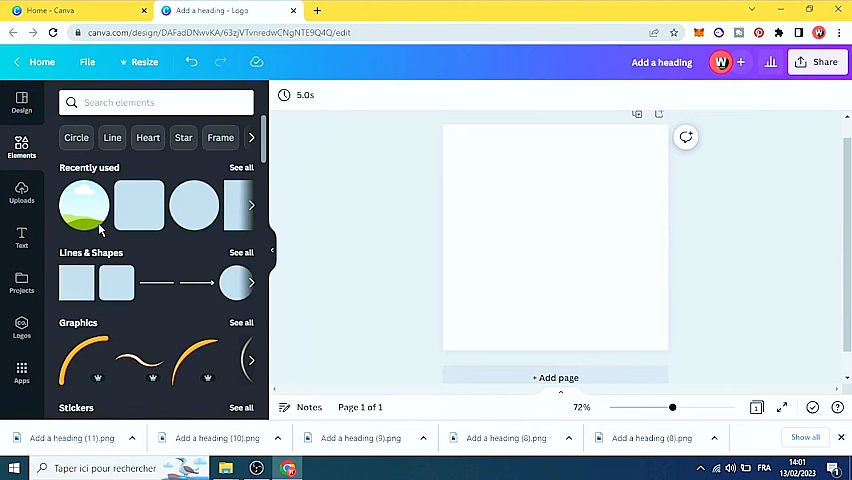 Home - Canva
Add a heading - Logo
canva.com/design/DAFadDNwvKA/63zjVTvnredwCNgNTE9Q4Q/edit
Home
File
Resize
Add a heading
W
Share
Design
Elements
Uploads
Text
Projects
Logos
Apps
Search elements
Circle
Line
Heart
Star
Frame
Recently used
See all
Lines & Shapes
See all
Graphics
See all
Stickers
See all
5.0s
+ Add page
Notes
Page 1 of 1
72%
1
Add a heading (11).png
Add a heading (10).png
Add a heading (9).png
Add a heading (8).png
Add a heading (8).png
Show all
Taper ici pour rechercher
FRA
14:01
13/02/2023